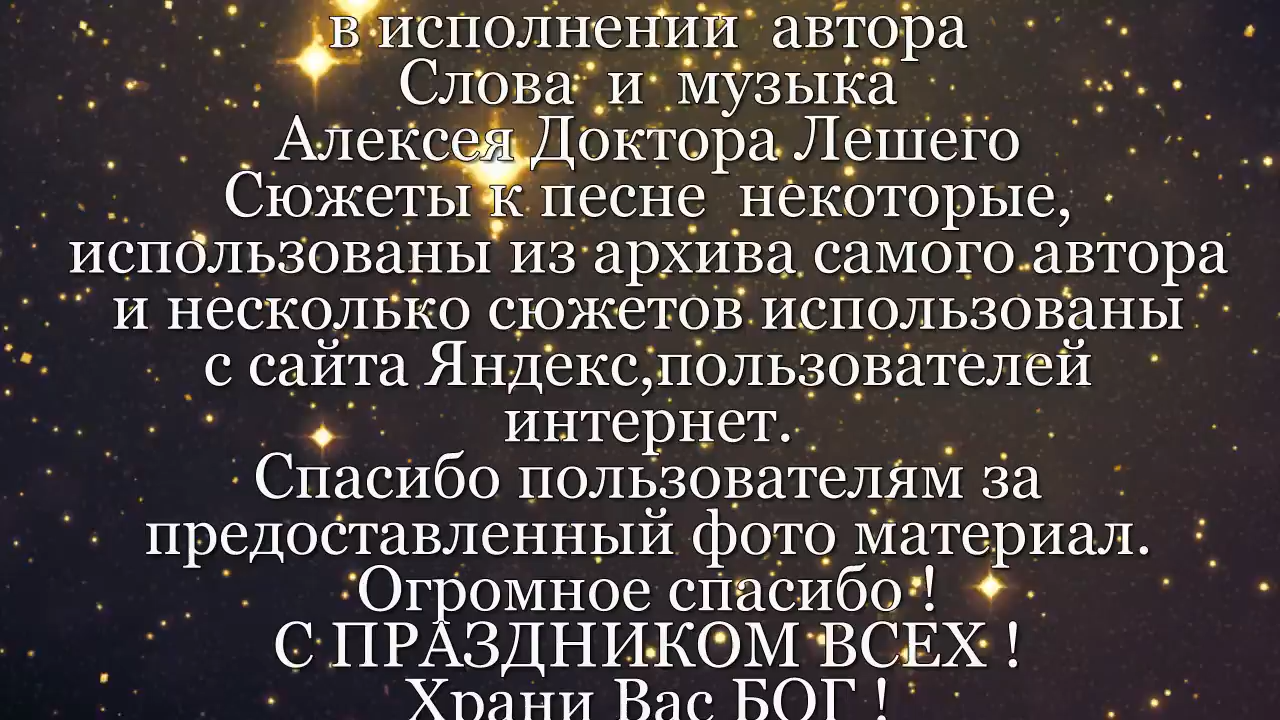 в исполнении автора
Слова и музыка
Алексея Доктора Лешего
Сюжеты к песне некоторые,
использованы из архива самого автора
и несколько сюжетов использованы
с сайта Яндекс,пользователей
интернет.
Спасибо пользователям за
предоставленный фото материал.
Огромное спасибо !
С ПРАЗДНИКОМ ВСЕХ !
Храни Вас БОГ !